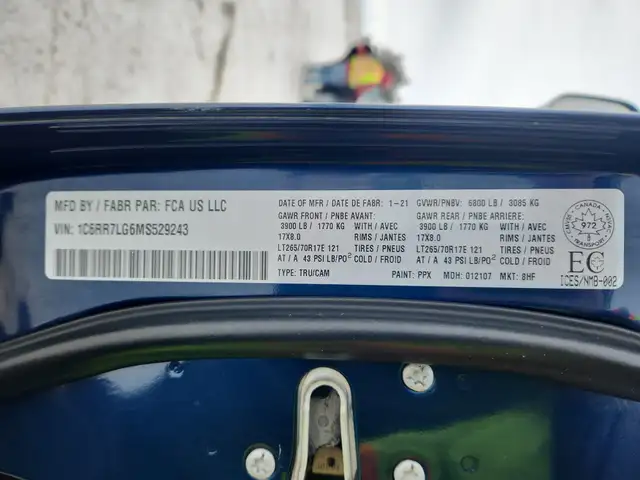 MFD BY / FABR PAR: FCA US LLC
VIN: 1C6RR7LG6MS529243
DATE OF MFR / DATE DE FABR: 1-21
GVWR/PNBV: 6800 LB / 3085 KG
GAWR FRONT / PNBE AVANT:
3900 LB / 1770 KG
17X8.0
LT265/70R17E 121
AT / A 43 PSI LB/PO²
GAWR REAR / PNBE ARRIERE:
WITH / AVEC 3900 LB / 1770 KG
RIMS / JANTES 17X8.0
TIRES / PNEUS LT265/70R17E 121
COLD / FROID AT / A 43 PSI LB/PO²
WITH / AVEC
RIMS / JANTES
TIRES / PNEUS
COLD / FROID
TYPE: TRU/CAM PAINT: PPX MDH: 012107 MKT: 8HF
CANADA
972
TRANSPORT
EC
ICES/NMB-002